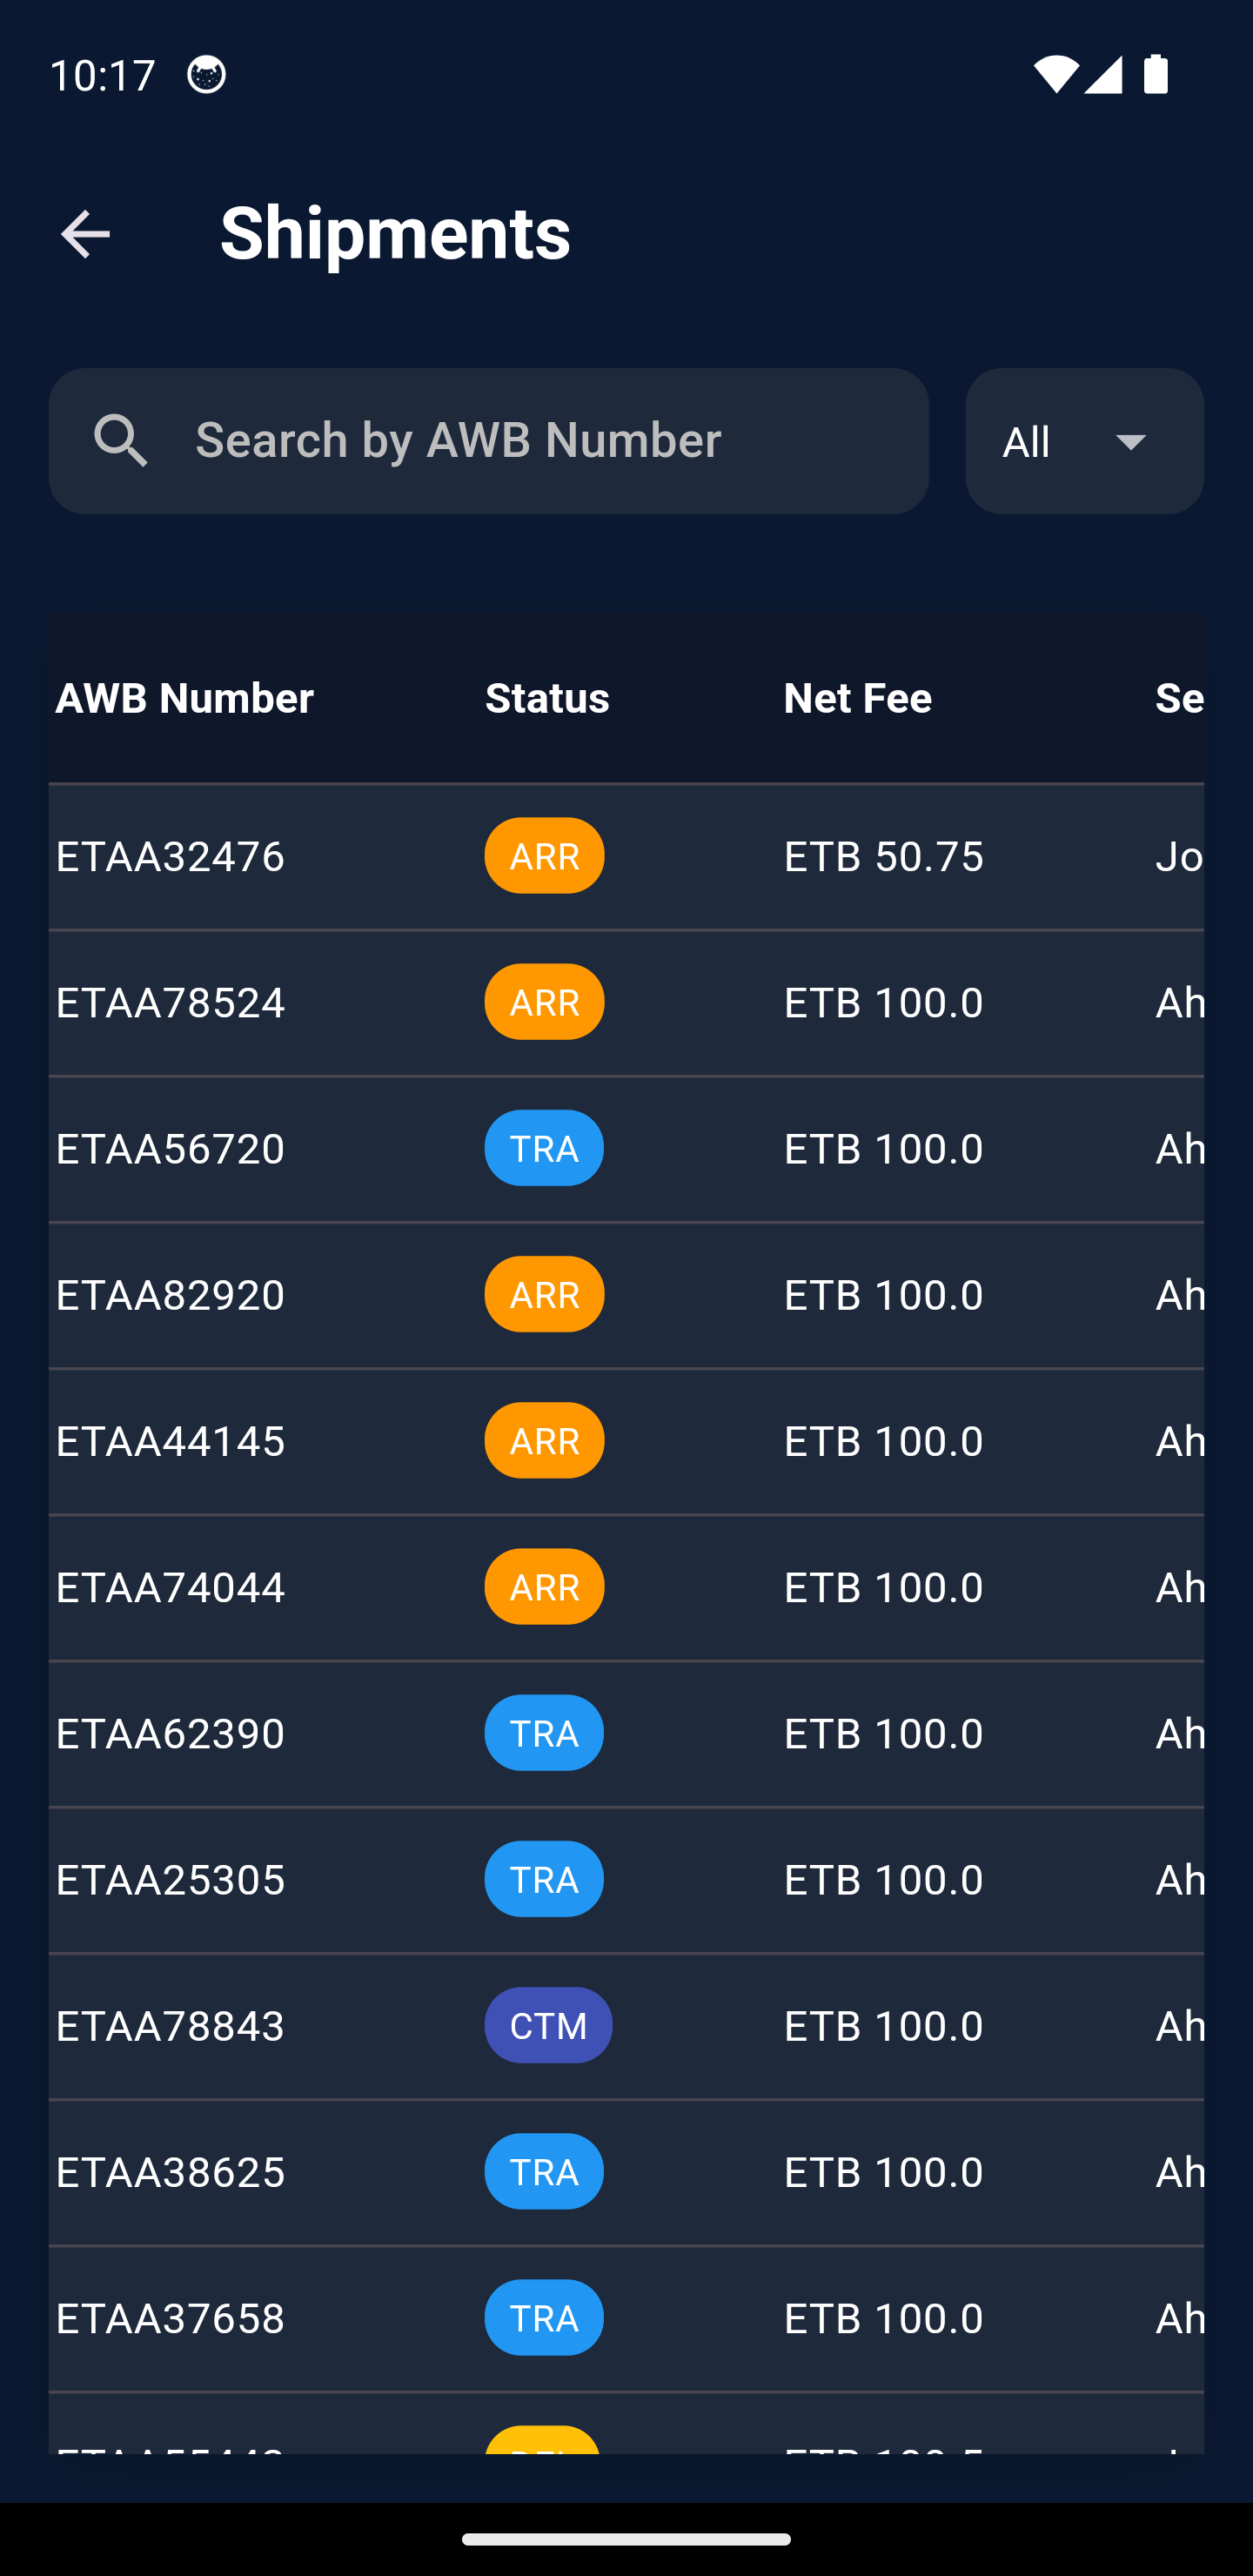 10:17
Shipments
Search by AWB Number
All
AWB Number Status Net Fee Se
ETAA32476 ARR ETB 50.75 Jo
ETAA78524 ARR ETB 100.0 Ah
ETAA56720 TRA ETB 100.0 Ah
ETAA82920 ARR ETB 100.0 Ah
ETAA44145 ARR ETB 100.0 Ah
ETAA74044 ARR ETB 100.0 Ah
ETAA62390 TRA ETB 100.0 Ah
ETAA25305 TRA ETB 100.0 Ah
ETAA78843 CTM ETB 100.0 Ah
ETAA38625 TRA ETB 100.0 Ah
ETAA37658 TRA ETB 100.0 Ah